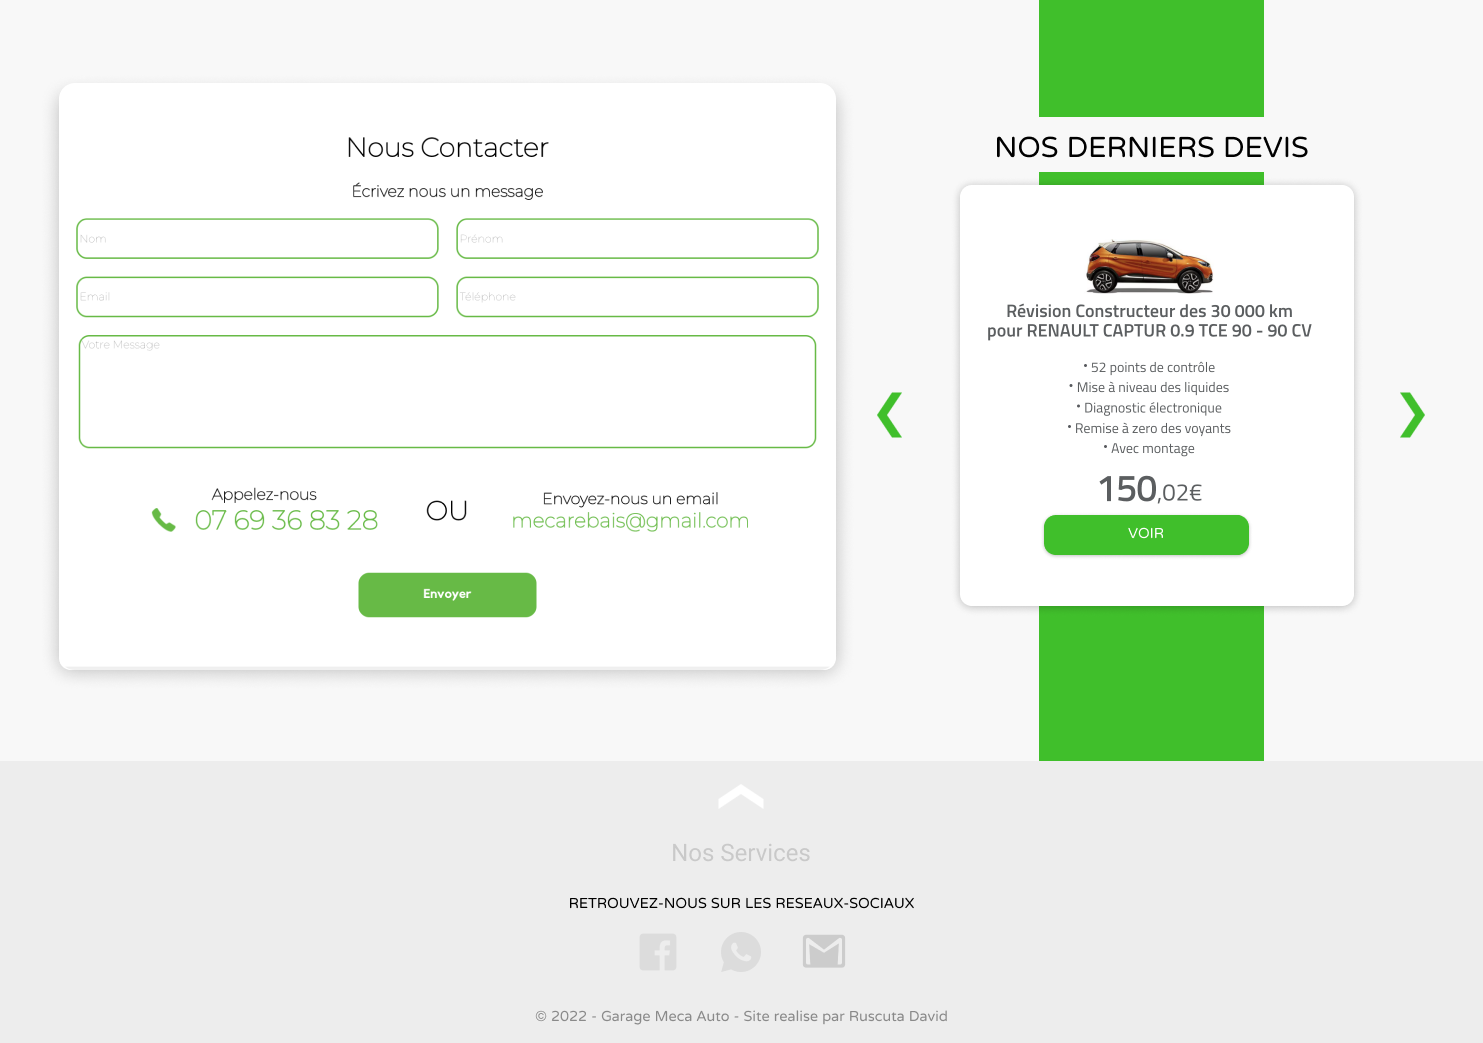 Nous Contacter
Écrivez nous un message
Nom
Prénom
Email
Téléphone
Votre Message
Appelez-nous
07 69 36 83 28
OU
Envoyez-nous un email
mecarebais@gmail.com
Envoyer
NOS DERNIERS DEVIS
Révision Constructeur des 30 000 km
pour RENAULT CAPTUR 0.9 TCE 90 - 90 CV
• 52 points de contrôle
• Mise à niveau des liquides
• Diagnostic électronique
• Remise à zero des voyants
• Avec montage
150,02€
VOIR
Nos Services
RETROUVEZ-NOUS SUR LES RESEAUX-SOCIAUX
© 2022 - Garage Meca Auto - Site realise par Ruscuta David